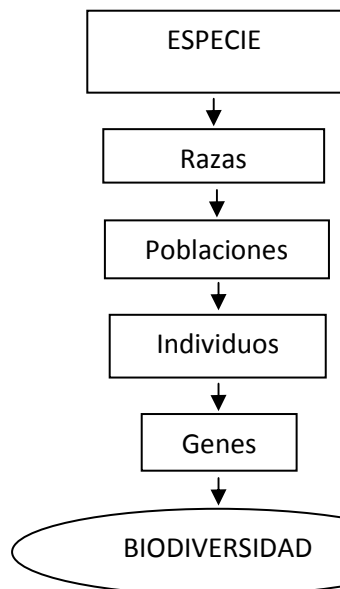 ESPECIE
Razas
Poblaciones
Individuos
Genes
BIODIVERSIDAD